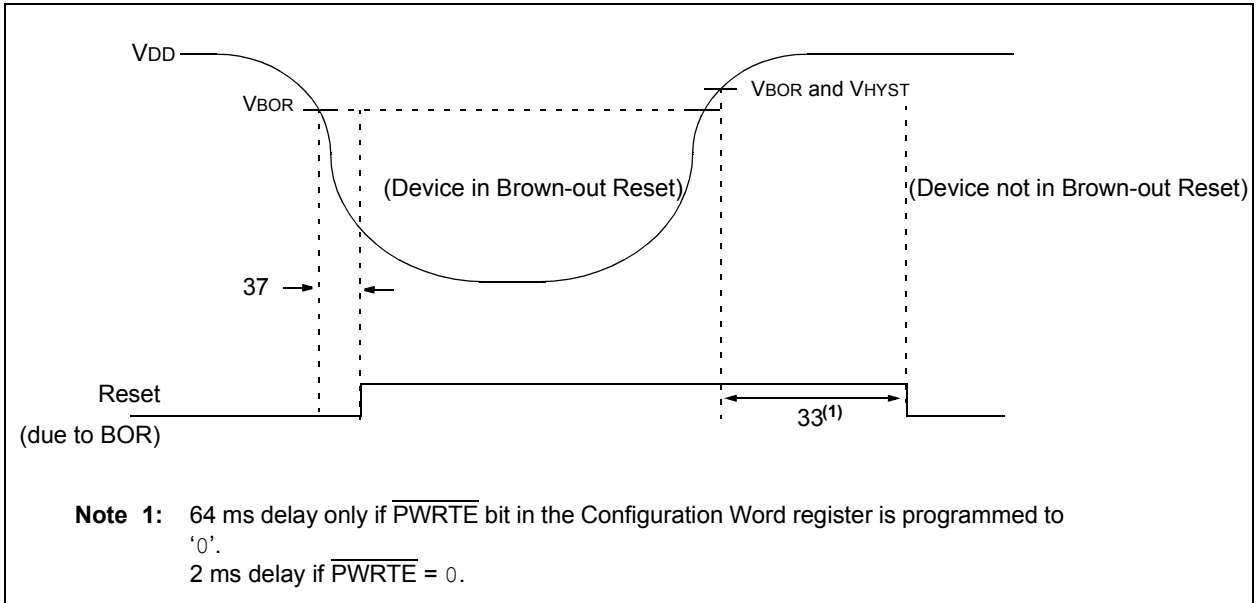 VDD
VBOR
VBOR and VHYST
(Device in Brown-out Reset)
(Device not in Brown-out Reset)
37
Reset
(due to BOR)
33(1)
Note 1: 64 ms delay only if PWRTE bit in the Configuration Word register is programmed to
‘0’.
2 ms delay if PWRTE = 0.